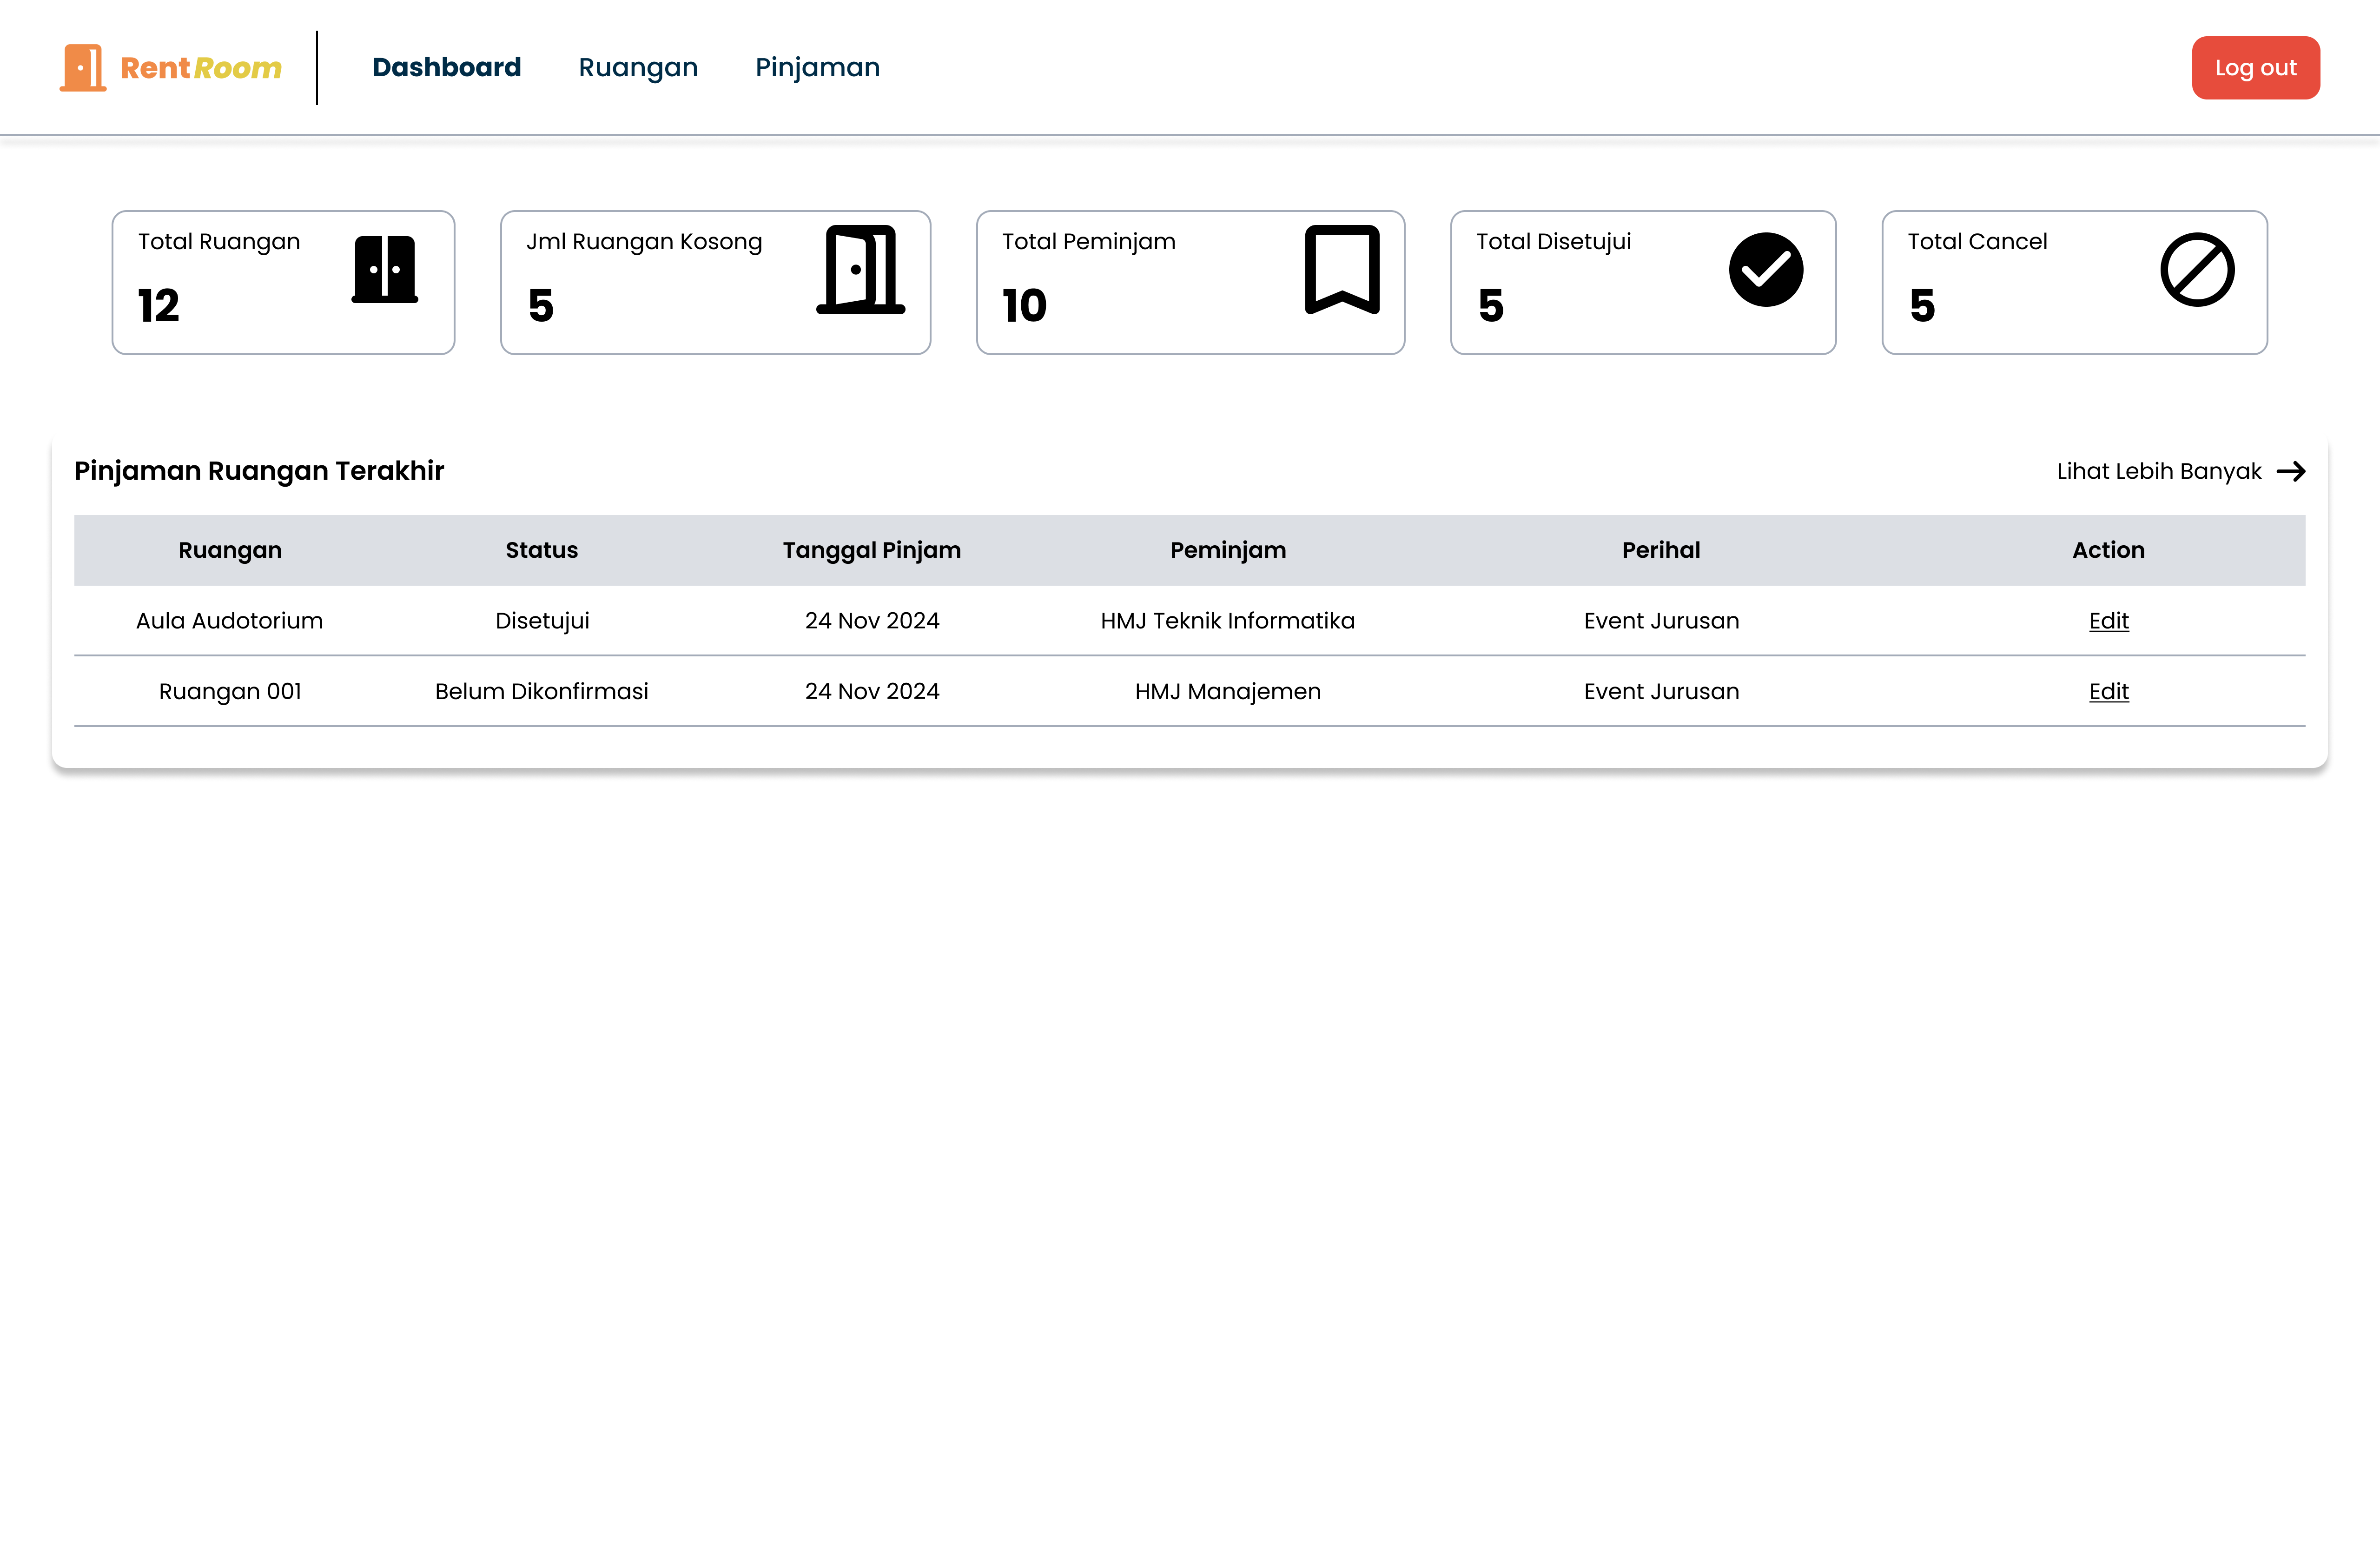 RentRoom Dashboard Ruangan Pinjaman Log out
Total Ruangan Jml Ruangan Kosong Total Peminjam Total Disetujui Total Cancel
12 5 10 5 5
Pinjaman Ruangan Terakhir Lihat Lebih Banyak
Ruangan Status Tanggal Pinjam Peminjam Perihal Action
Aula Audotorium Disetujui 24 Nov 2024 HMJ Teknik Informatika Event Jurusan Edit
Ruangan 001 Belum Dikonfirmasi 24 Nov 2024 HMJ Manajemen Event Jurusan Edit